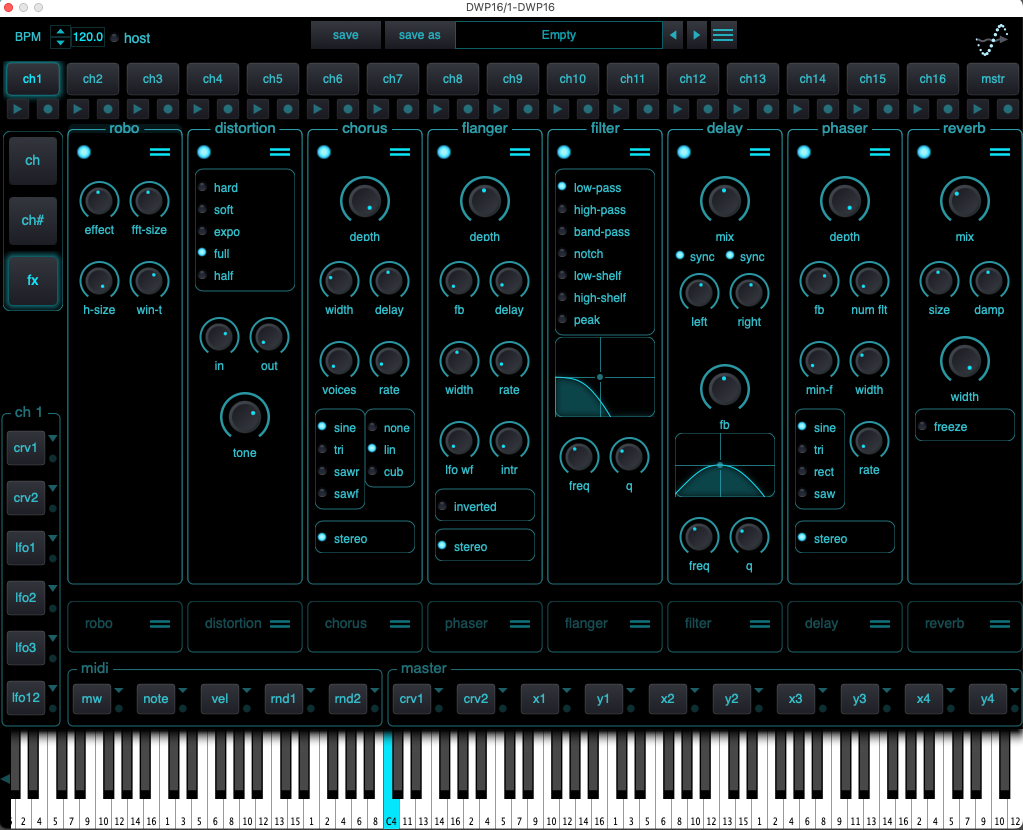 DWP16/1-DWP16
BPM 120.0 host save save as Empty
ch1 ch2 ch3 ch4 ch5 ch6 ch7 ch8 ch9 ch10 ch11 ch12 ch13 ch14 ch15 ch16 mstr
robo distortion chorus flanger filter delay phaser reverb
ch
ch#
fx
effect fft-size
h-size win-t
hard
soft
expo
full
half
in out
tone
depth
width delay
voices rate
sine
tri
sawr
sawf
none
lin
cub
stereo
depth
fb delay
width rate
lfo wf intr
inverted
stereo
low-pass
high-pass
band-pass
notch
low-shelf
high-shelf
peak
freq q
mix
sync sync
left right
fb
freq q
depth
fb num flt
min-f width
sine
tri
rect
saw
rate
stereo
mix
size damp
width
freeze
ch 1
crv1
crv2
lfo1
lfo2
lfo3
lfo12
robo distortion chorus phaser flanger filter delay reverb
midi master
mw note vel rnd1 rnd2 crv1 crv2 x1 y1 x2 y2 x3 y3 x4 y4
2 4 5 7 9 10 12 14 16 1 3 5 6 8 10 12 13 15 1 2 4 6 8 C4 11 13 14 16 2 4 5 7 9 10 12 14 16 1 3 5 6 8 10 12 13 15 1 2 4 6 8 9 11 13 14 16 2 4 5 7 9 10 12